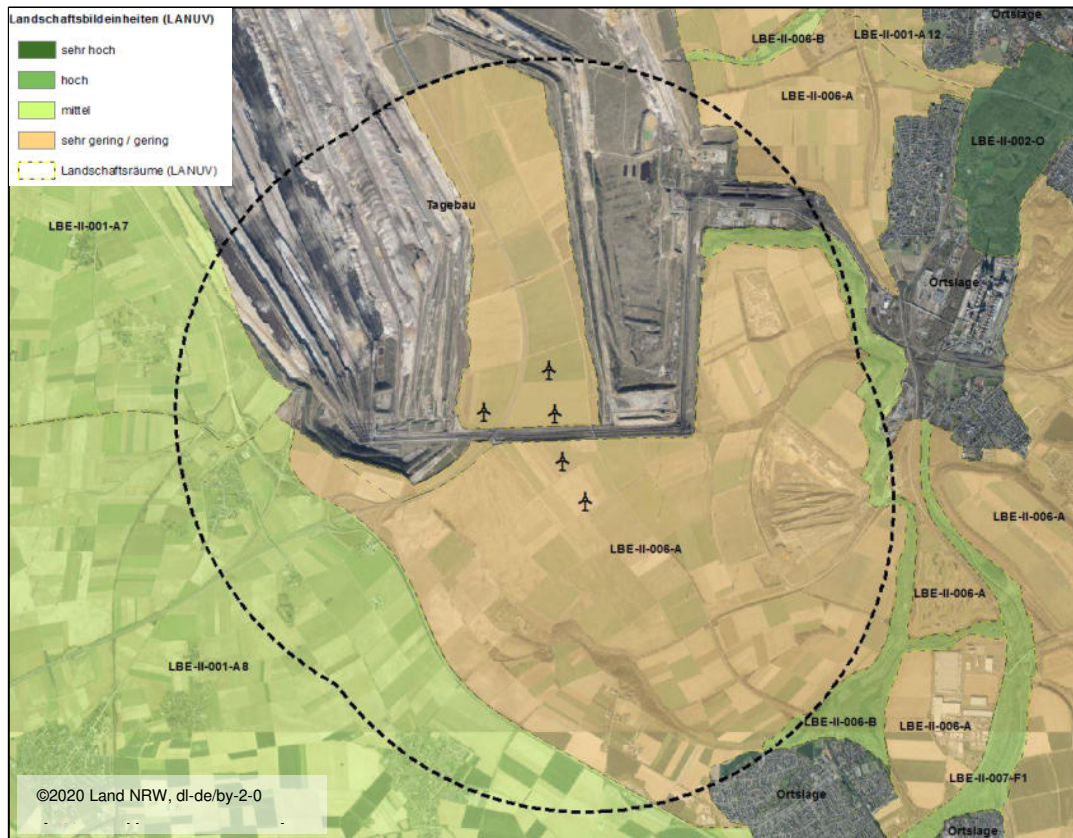 Landschaftsbildeinheiten (LANUV)
sehr hoch
hoch
mittel
sehr gering / gering
Landschaftsräume (LANUV)
Ortslage
LBE-II-006-B
LBE-II-001-A12
LBE-II-006-A
LBE-II-002-O
Tagebau
LBE-II-001-A7
Ortslage
LBE-II-006-A
LBE-II-006-A
LBE-II-006-A
LBE-II-001-A8
LBE-II-006-B
LBE-II-006-A
LBE-II-007-F1
Ortslage
Ortslage
©2020 Land NRW, dl-de/by-2-0